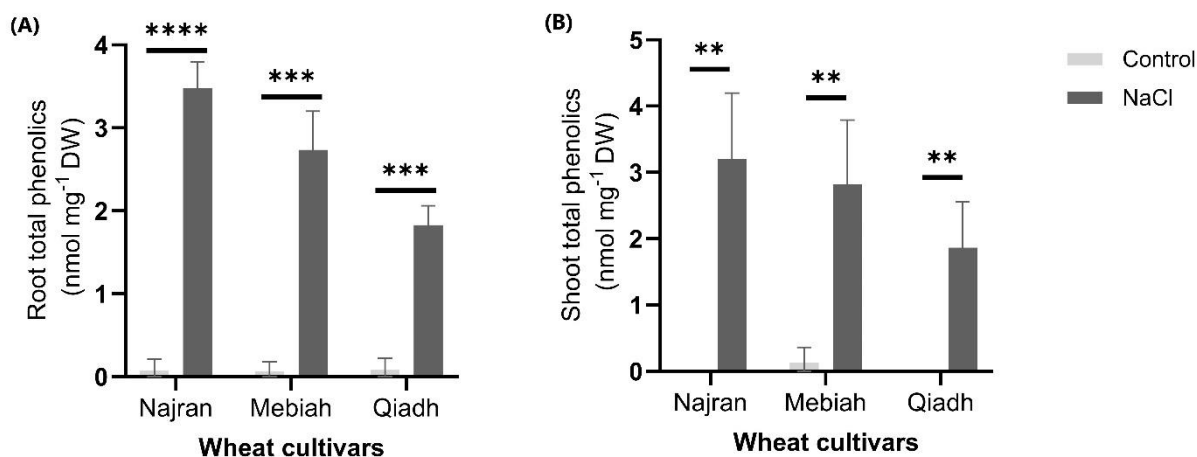 (A)
Root total phenolics
(nmol mg⁻¹ DW)
4
3
2
1
0
****
***
***
Najran Mebiah Qiadh
Wheat cultivars
(B)
Shoot total phenolics
(nmol mg⁻¹ DW)
5
4
3
2
1
0
**
**
**
Najran Mebiah Qiadh
Wheat cultivars
Control
NaCl